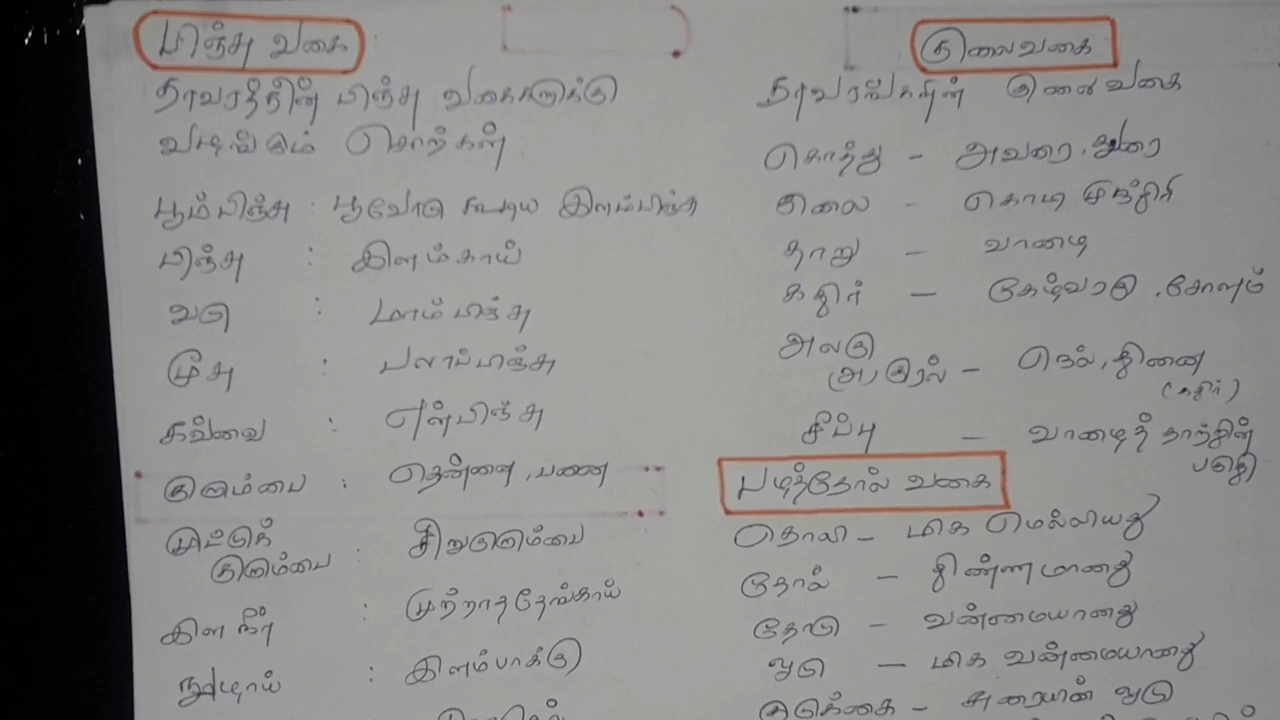 பிஞ்சு வகை
தாவரத்தின் பிஞ்சு வகைகளுக்கு
வழங்கும் சொற்கள்
பூம்பிஞ்சு : பூவோடு கூடிய இளம்பிஞ்சு
பிஞ்சு : இளம்காய்
வடு : மாம்பிஞ்சு
மூசு : பலாப்பிஞ்சு
கவ்வை : எள்பிஞ்சு
குரும்பை : தென்னை, பனை
முட்டுக்
குரும்பை : சிறுகுரும்பை
இளநீர் : முற்றாத தேங்காய்
நுழாய் : இளம்பாக்கு
குலைவகை
தாவரங்களின் குலை வகை
கொத்து – அவரை, துவரை
குலை – கொடி முந்திரி
தாறு – வாழை
கதிர் – கேழ்வரகு, சோளம்
அலகு
(அ) குரல் – நெல், தினை
(கதிர்)
சீப்பு – வாழைத் தாற்றின்
பகுதி
பழத்தோல் வகை
தொலி – மிக மெல்லியது
தோல் – திண்ணமானது
தோடு – வன்மையானது
ஓடு – மிக வன்மையானது
குடுக்கை – சுரையின் ஓடு